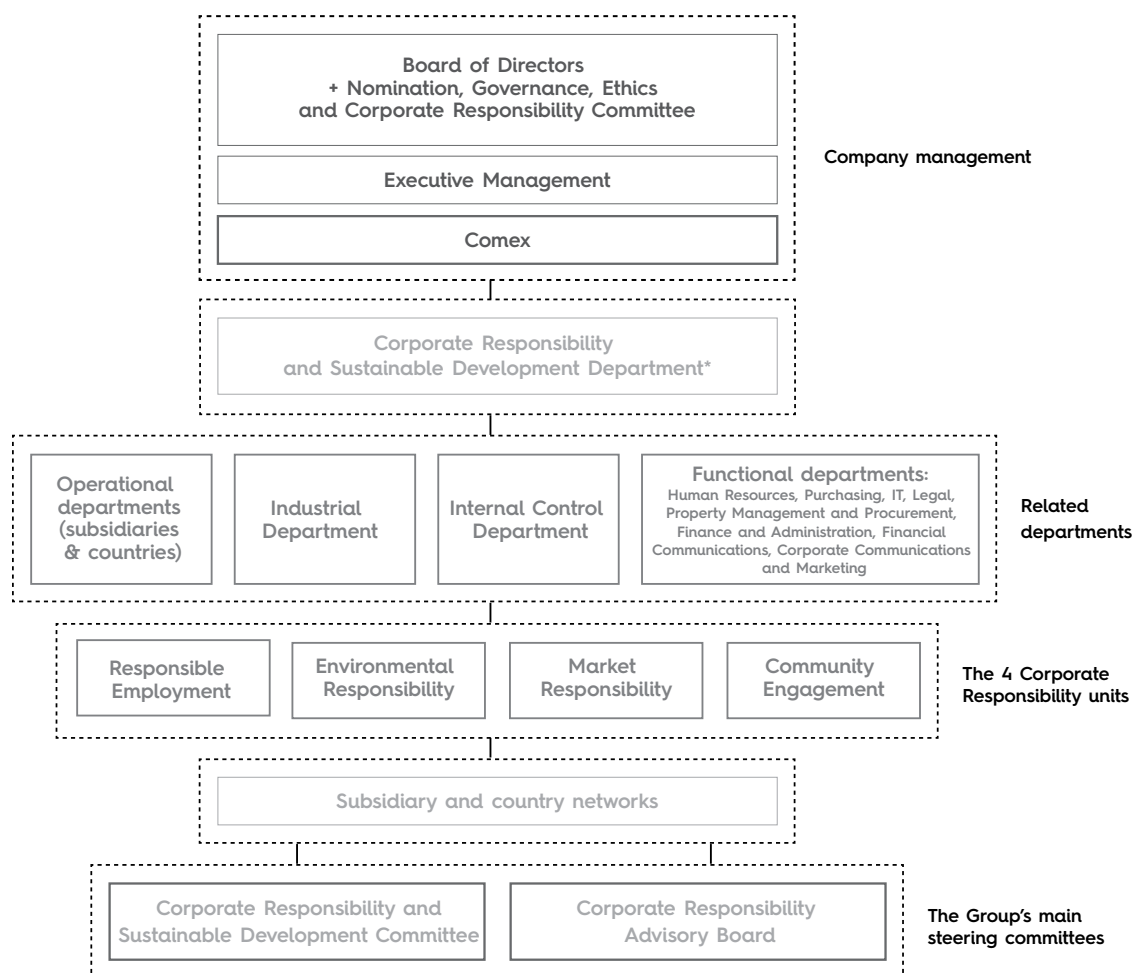 Board of Directors
+ Nomination, Governance, Ethics
and Corporate Responsibility Committee
Company management
Executive Management
Comex
Corporate Responsibility
and Sustainable Development Department*
Operational
departments
(subsidiaries
& countries)
Industrial
Department
Internal Control
Department
Functional departments:
Human Resources, Purchasing, IT, Legal,
Property Management and Procurement,
Finance and Administration, Financial
Communications, Corporate Communications
and Marketing
Related
departments
Responsible
Employment
Environmental
Responsibility
Market
Responsibility
Community
Engagement
The 4 Corporate
Responsibility units
Subsidiary and country networks
Corporate Responsibility and
Sustainable Development Committee
Corporate Responsibility
Advisory Board
The Group's main
steering committees